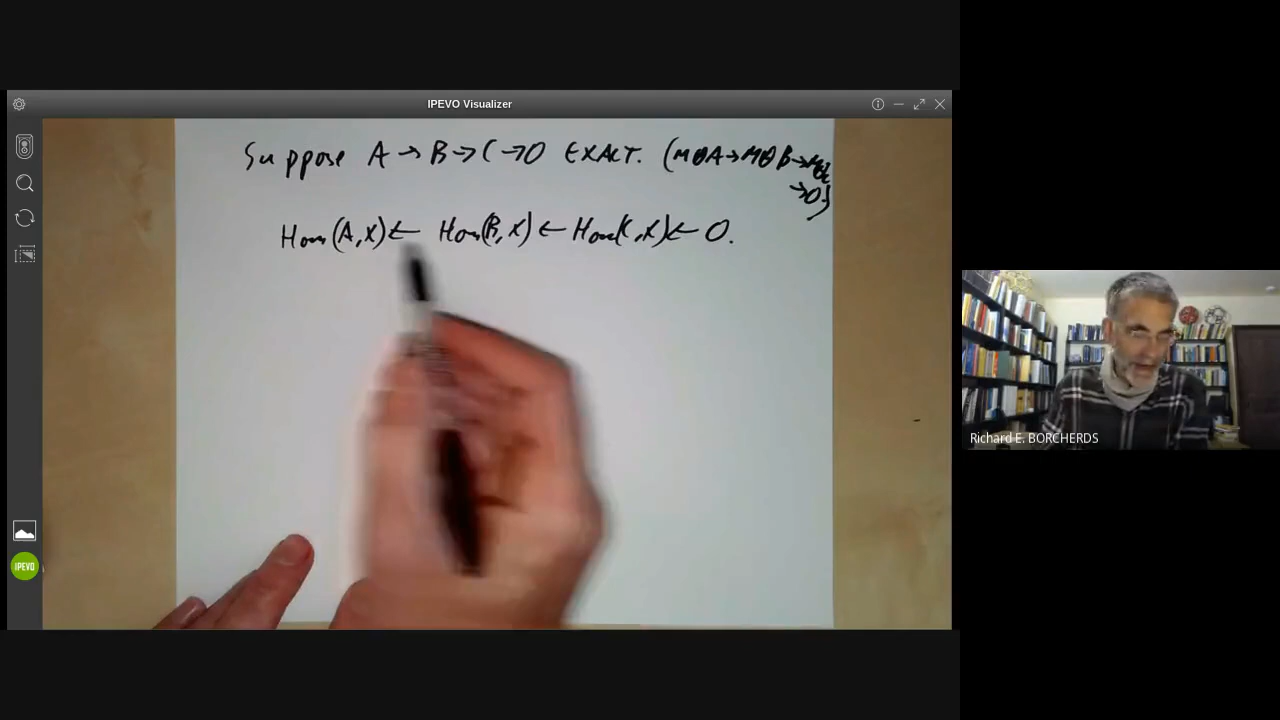 IPEVO Visualizer
Suppose A → B → C → 0 EXACT. (M⊗A → M⊗B → M⊗C
→ 0)
Hom(A,X) ← Hom(B,X) ← Hom(C,X) ← 0.
Richard E. BORCHERDS
IPEVO